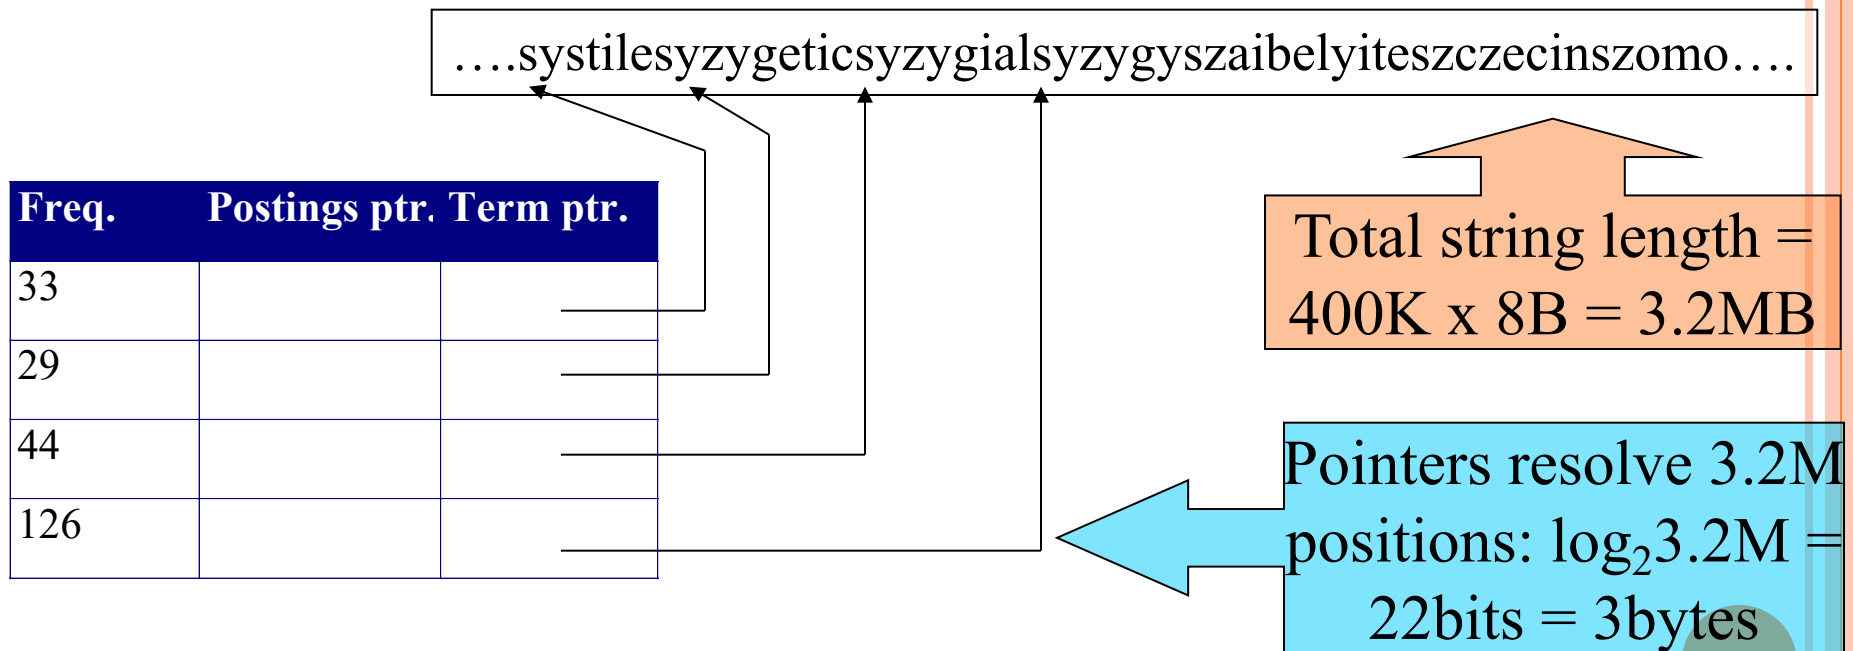 ….systilesyzygeticsyzygialsyzygyszaibelyiteszczecinszomo….
Freq. Postings ptr. Term ptr.
33
29
44
126
Total string length =
400K x 8B = 3.2MB
Pointers resolve 3.2M
positions: log₂3.2M =
22bits = 3bytes